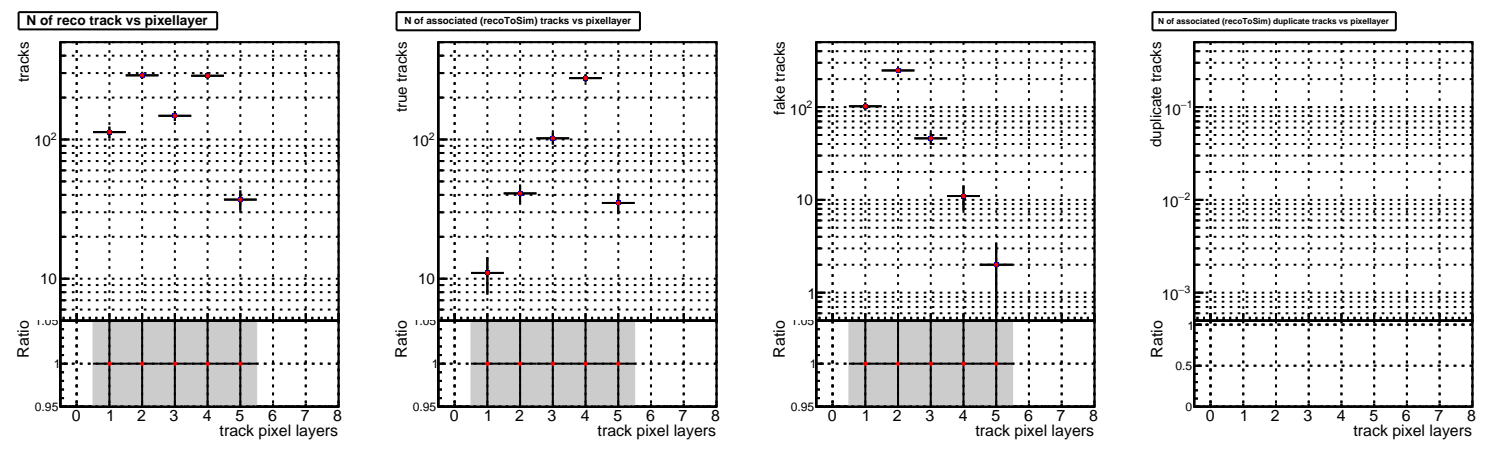 N of reco track vs pixellayer
tracks
10²
10
Ratio
1.05
1
0.95
0 1 2 3 4 5 6 7 8
track pixel layers
N of associated (recoToSim) tracks vs pixellayer
true tracks
10²
10
Ratio
1.05
1
0.95
0 1 2 3 4 5 6 7 8
track pixel layers
fake tracks
10²
10
1
Ratio
1.05
1
0.95
0 1 2 3 4 5 6 7 8
track pixel layers
N of associated (recoToSim) duplicate tracks vs pixellayer
duplicate tracks
10⁻¹
10⁻²
10⁻³
Ratio
1
0.5
0
0 1 2 3 4 5 6 7 8
track pixel layers